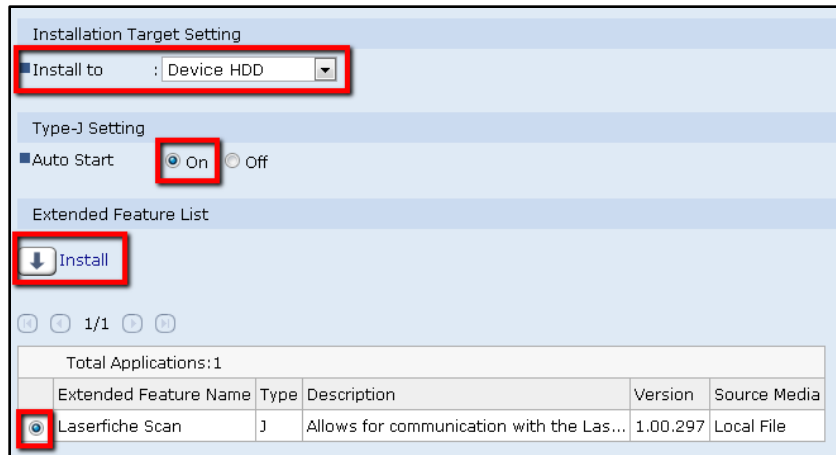 Installation Target Setting
Install to : Device HDD
Type-J Setting
Auto Start On Off
Extended Feature List
Install
1/1
Total Applications:1
Extended Feature Name Type Description Version Source Media
Laserfiche Scan J Allows for communication with the Las... 1.00.297 Local File